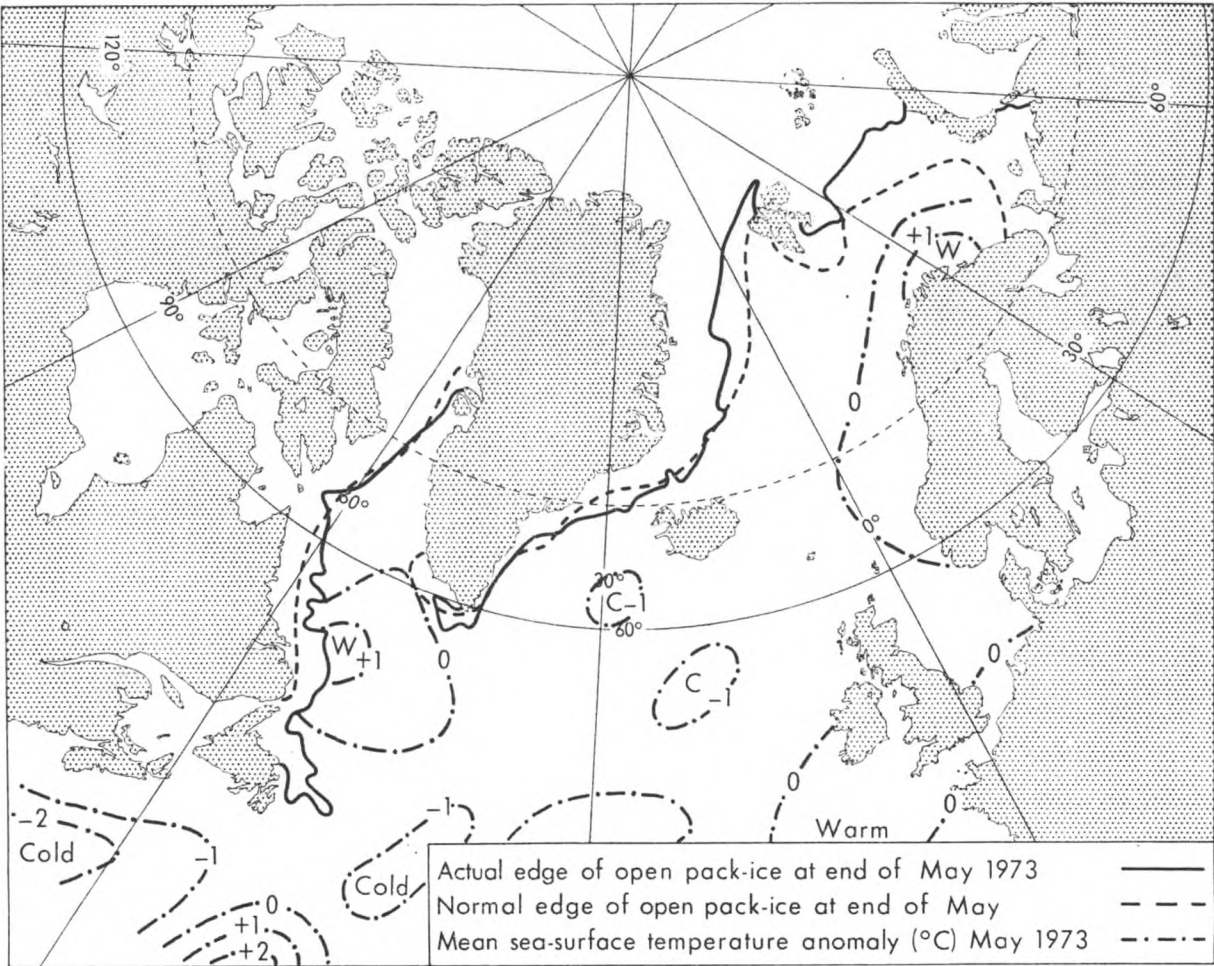 120°
60°
90°
+1
W
30°
0
60°
0°
30°
C-1
60°
W
+1
0
0
C
-1
0
0
-1
-2
Cold
-1
Warm
Cold
0
+1
+2
Actual edge of open pack-ice at end of May 1973
Normal edge of open pack-ice at end of May
Mean sea-surface temperature anomaly (°C) May 1973